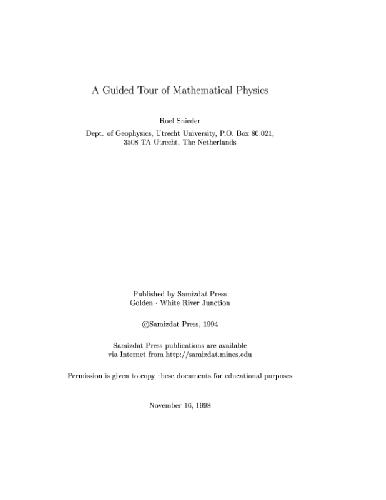 A Guided Tour of Mathematical Physics
Roel Snieder
Dept. of Geophysics, Utrecht University, P.O. Box 80.021,
3508 TA Utrecht, The Netherlands
Published by Samizdat Press
Golden · White River Junction
©Samizdat Press, 1994
Samizdat Press publications are available
via Internet from http://samizdat.mines.edu
Permission is given to copy these documents for educational purposes
November 16, 1998